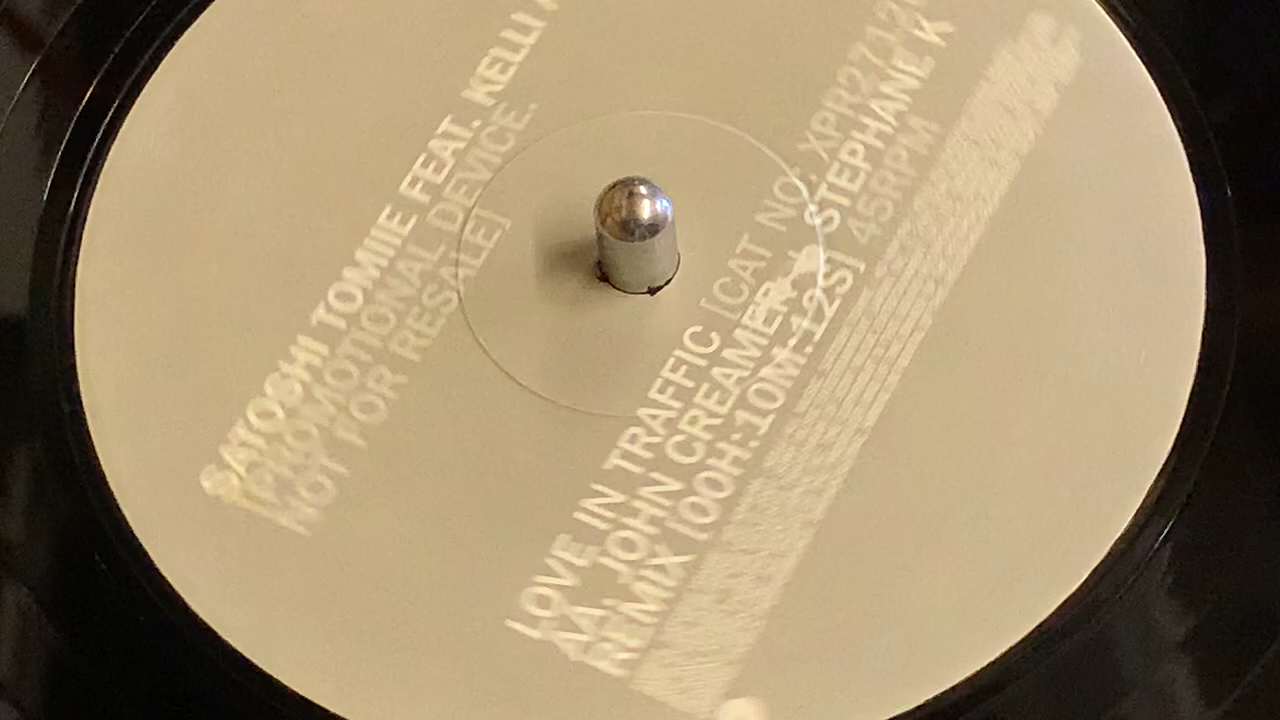 SATOSHI TOMIIE FEAT. KELLI
PROMOTIONAL DEVICE.
NOT FOR RESALE]
LOVE IN TRAFFIC [CAT NO. XPR2712
AA. JOHN CREAMER & STEPHANE K
REMIX [00H:10M:12S] 45RPM